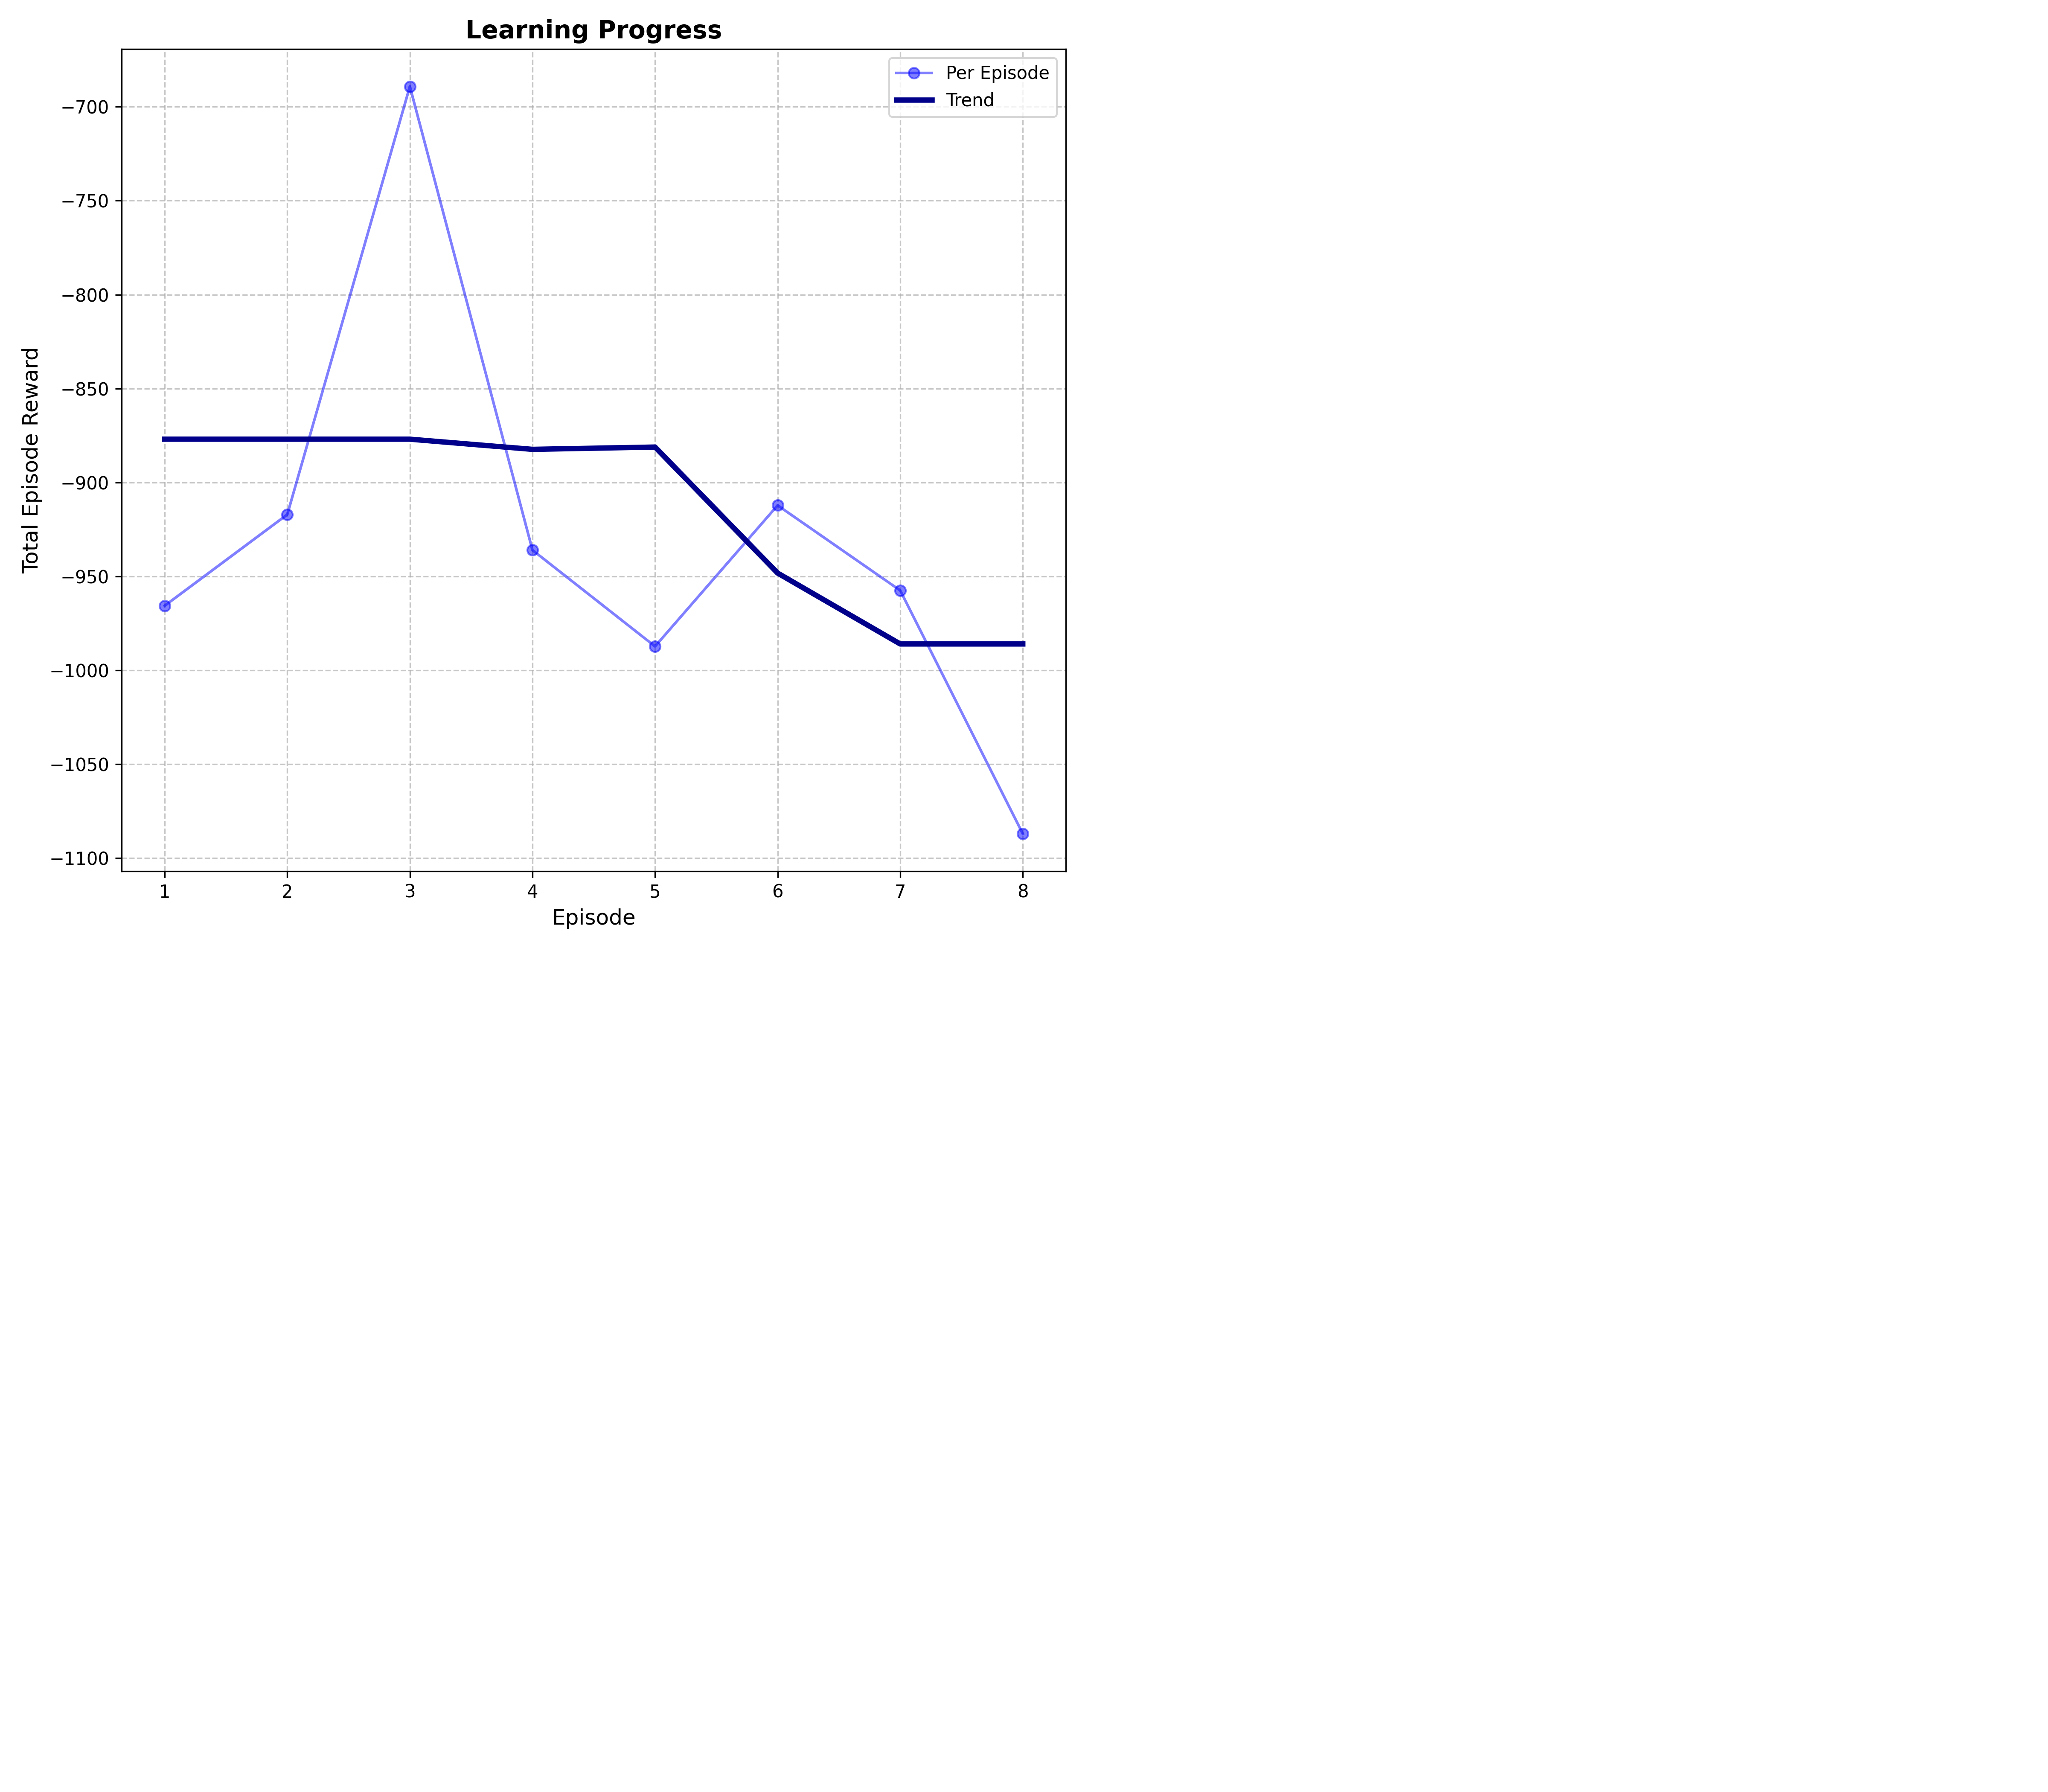 Learning Progress
Per Episode
Trend
−700
−750
−800
−850
−900
−950
−1000
−1050
−1100
Total Episode Reward
1 2 3 4 5 6 7 8
Episode